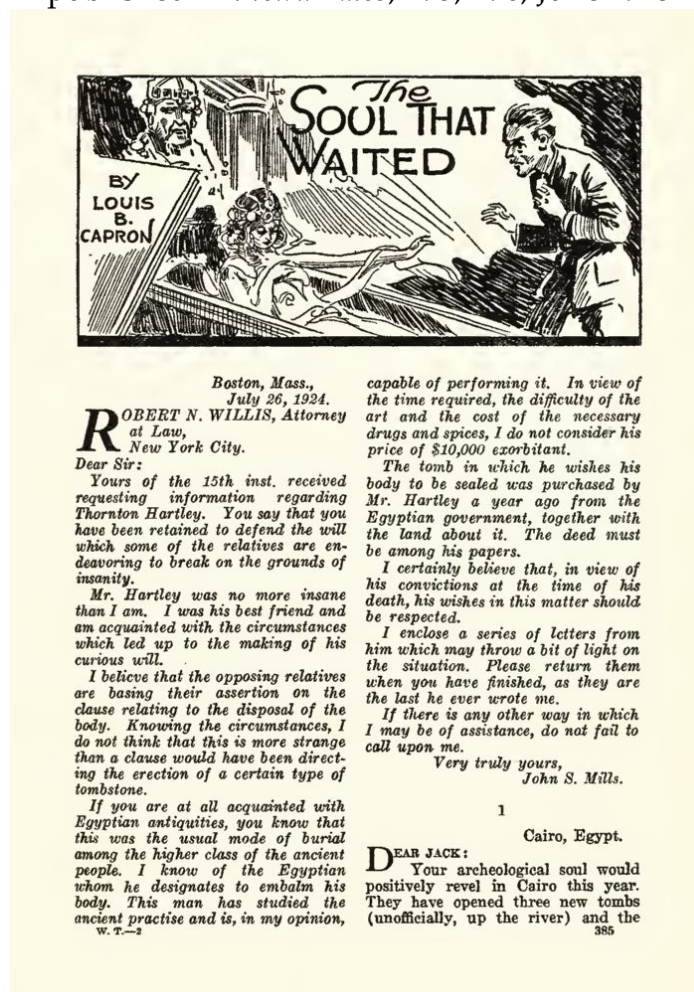 The
SOUL THAT
WAITED
BY
LOUIS
B.
CAPRON
Boston, Mass.,
July 26, 1924.
ROBERT N. WILLIS, Attorney
at Law,
New York City.
Dear Sir:
Yours of the 15th inst. received
requesting information regarding
Thornton Hartley. You say that you
have been retained to defend the will
which some of the relatives are en-
deavoring to break on the grounds of
insanity.
Mr. Hartley was no more insane
than I am. I was his best friend and
am acquainted with the circumstances
which led up to the making of his
curious will.
I believe that the opposing relatives
are basing their assertion on the
clause relating to the disposal of the
body. Knowing the circumstances, I
do not think that this is more strange
than a clause would have been direct-
ing the erection of a certain type of
tombstone.
If you are at all acquainted with
Egyptian antiquities, you know that
this was the usual mode of burial
among the higher class of the ancient
people. I know of the Egyptian
whom he designates to embalm his
body. This man has studied the
ancient practise and is, in my opinion,
W. T.—2
capable of performing it. In view of
the time required, the difficulty of the
art and the cost of the necessary
drugs and spices, I do not consider his
price of $10,000 exorbitant.
The tomb in which he wishes his
body to be sealed was purchased by
Mr. Hartley a year ago from the
Egyptian government, together with
the land about it. The deed must
be among his papers.
I certainly believe that, in view of
his convictions at the time of his
death, his wishes in this matter should
be respected.
I enclose a series of letters from
him which may throw a bit of light on
the situation. Please return them
when you have finished, as they are
the last he ever wrote me.
If there is any other way in which
I may be of assistance, do not fail to
call upon me.
Very truly yours,
John S. Mills.
1
Cairo, Egypt.
DEAR JACK:
Your archeological soul would
positively revel in Cairo this year.
They have opened three new tombs
(unofficially, up the river) and the
385